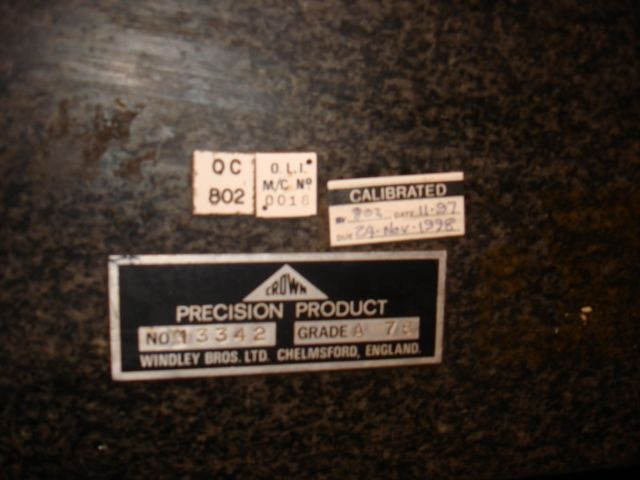 QC
802
O.L.I.
M/C. Nº
0018
CALIBRATED
BY 802 DATE 11-97
DUE 24-Nov-1998
CROWN
PRECISION PRODUCT
NO 13342 GRADE A 78
WINDLEY BROS. LTD. CHELMSFORD, ENGLAND.